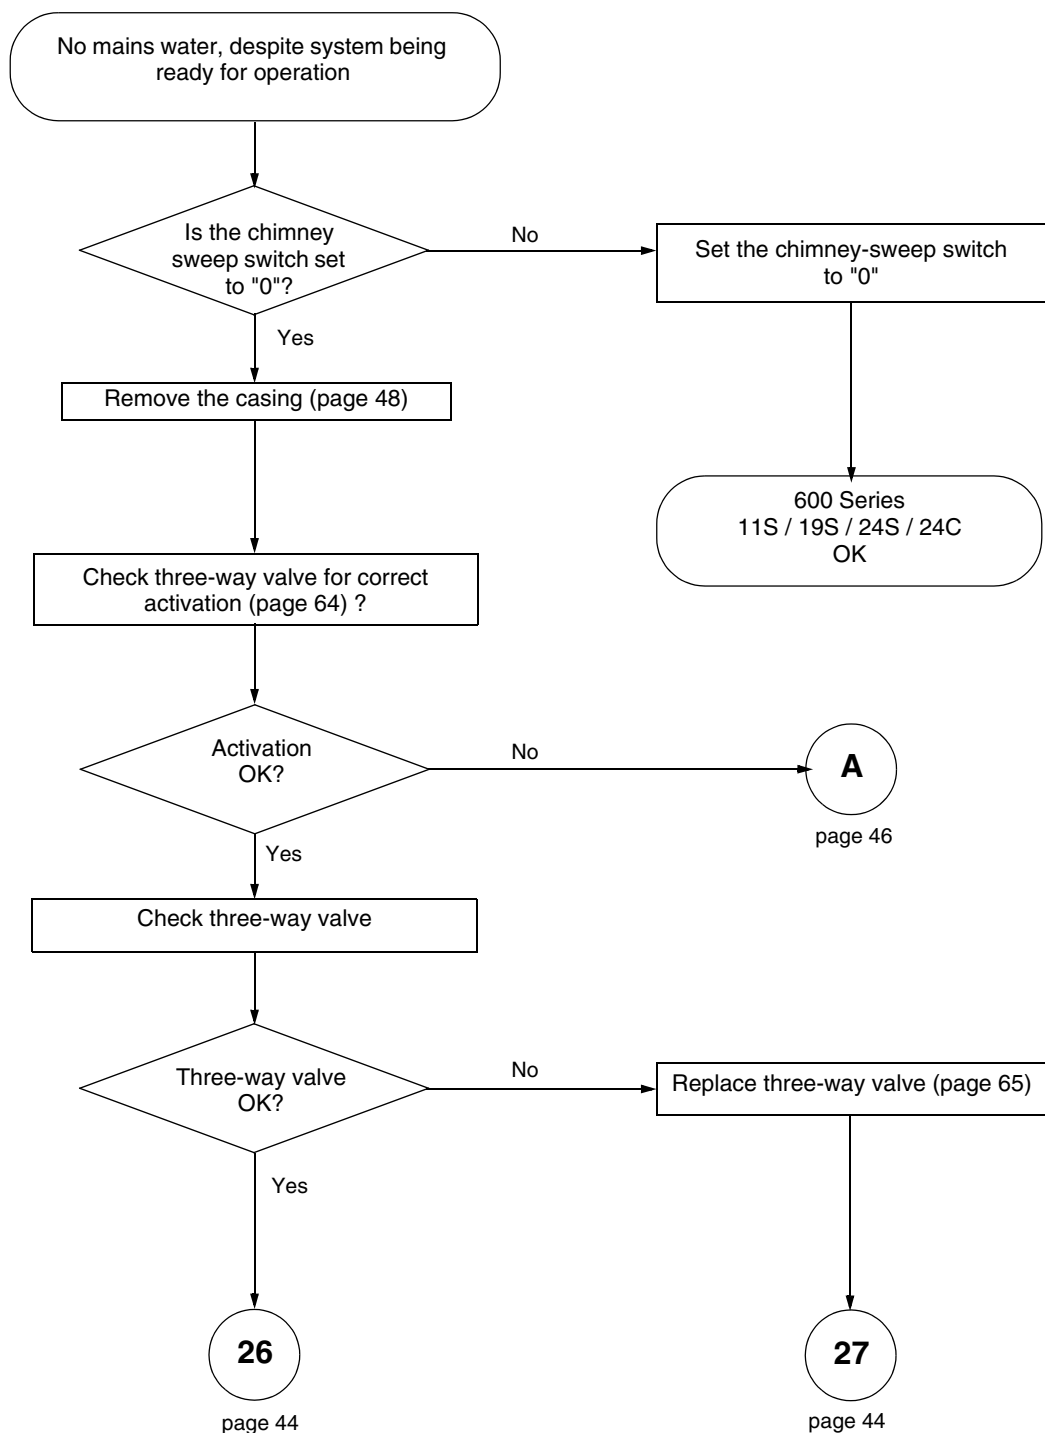 No mains water, despite system being
ready for operation
Is the chimney
sweep switch set
to "0"?
No
Set the chimney-sweep switch
to "0"
Yes
Remove the casing (page 48)
600 Series
11S / 19S / 24S / 24C
OK
Check three-way valve for correct
activation (page 64) ?
Activation
OK?
No
A
page 46
Yes
Check three-way valve
Three-way valve
OK?
No
Replace three-way valve (page 65)
Yes
26
page 44
27
page 44